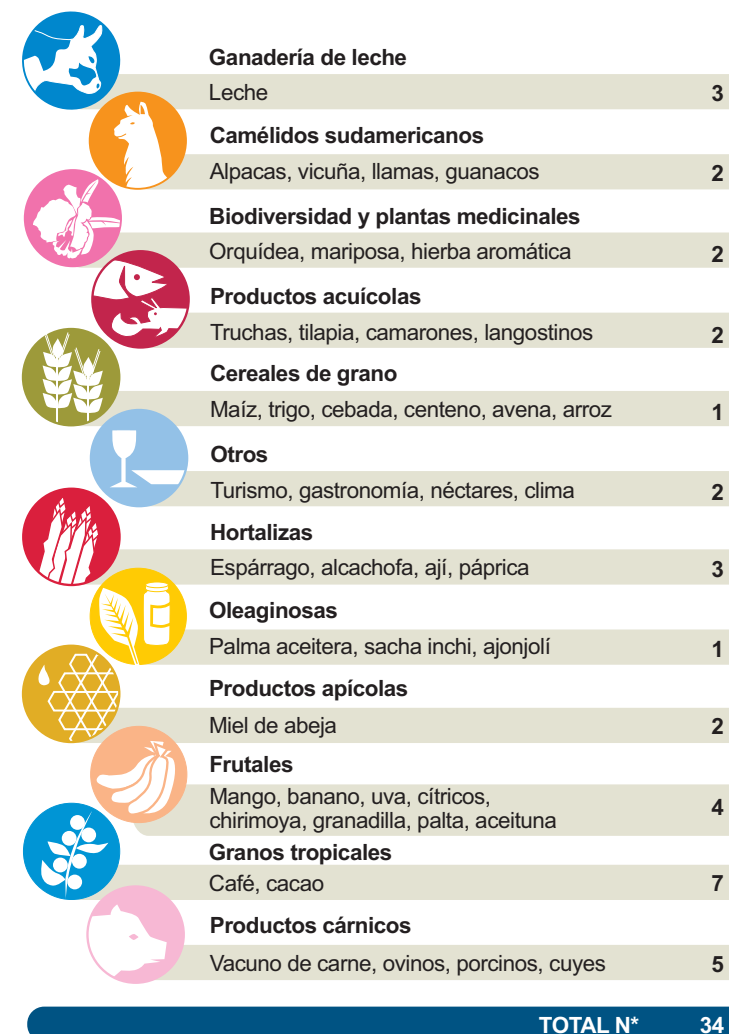 Ganadería de leche
Leche 3
Camélidos sudamericanos
Alpacas, vicuña, llamas, guanacos 2
Biodiversidad y plantas medicinales
Orquídea, mariposa, hierba aromática 2
Productos acuícolas
Truchas, tilapia, camarones, langostinos 2
Cereales de grano
Maíz, trigo, cebada, centeno, avena, arroz 1
Otros
Turismo, gastronomía, néctares, clima 2
Hortalizas
Espárrago, alcachofa, ají, páprica 3
Oleaginosas
Palma aceitera, sacha inchi, ajonjolí 1
Productos apícolas
Miel de abeja 2
Frutales
Mango, banano, uva, cítricos,
chirimoya, granadilla, palta, aceituna 4
Granos tropicales
Café, cacao 7
Productos cárnicos
Vacuno de carne, ovinos, porcinos, cuyes 5
TOTAL N* 34